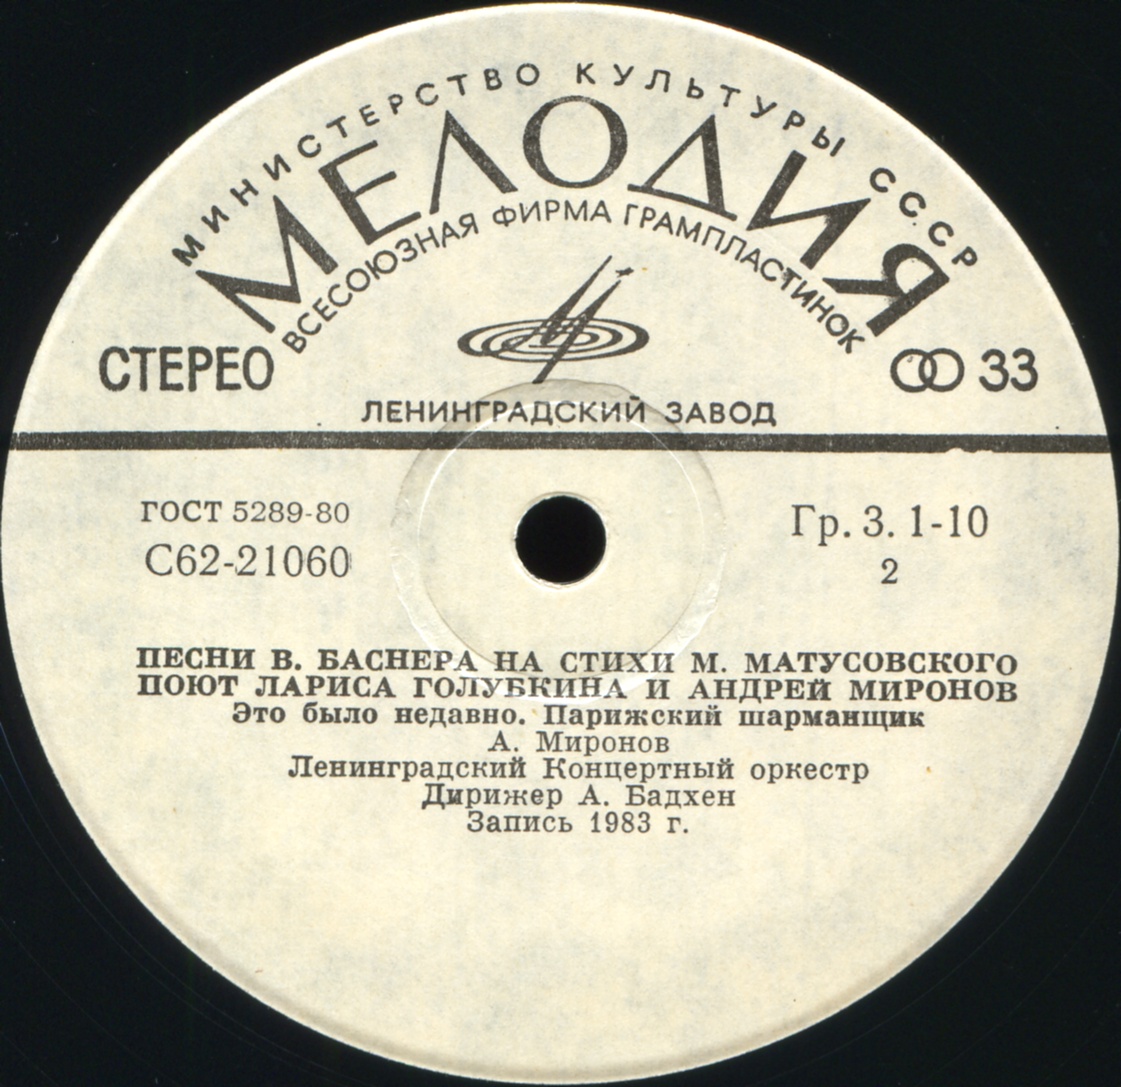 МИНИСТЕРСТВО КУЛЬТУРЫ СССР
МЕЛОДИЯ
ВСЕСОЮЗНАЯ ФИРМА ГРАМПЛАСТИНОК
СТЕРЕО
33
ЛЕНИНГРАДСКИЙ ЗАВОД
ГОСТ 5289-80
С62-21060
Гр. 3. 1-10
2
ПЕСНИ В. БАСНЕРА НА СТИХИ М. МАТУСОВСКОГО
ПОЮТ ЛАРИСА ГОЛУБКИНА И АНДРЕЙ МИРОНОВ
Это было недавно. Парижский шарманщик
А. Миронов
Ленинградский Концертный оркестр
Дирижер А. Бадхен
Запись 1983 г.